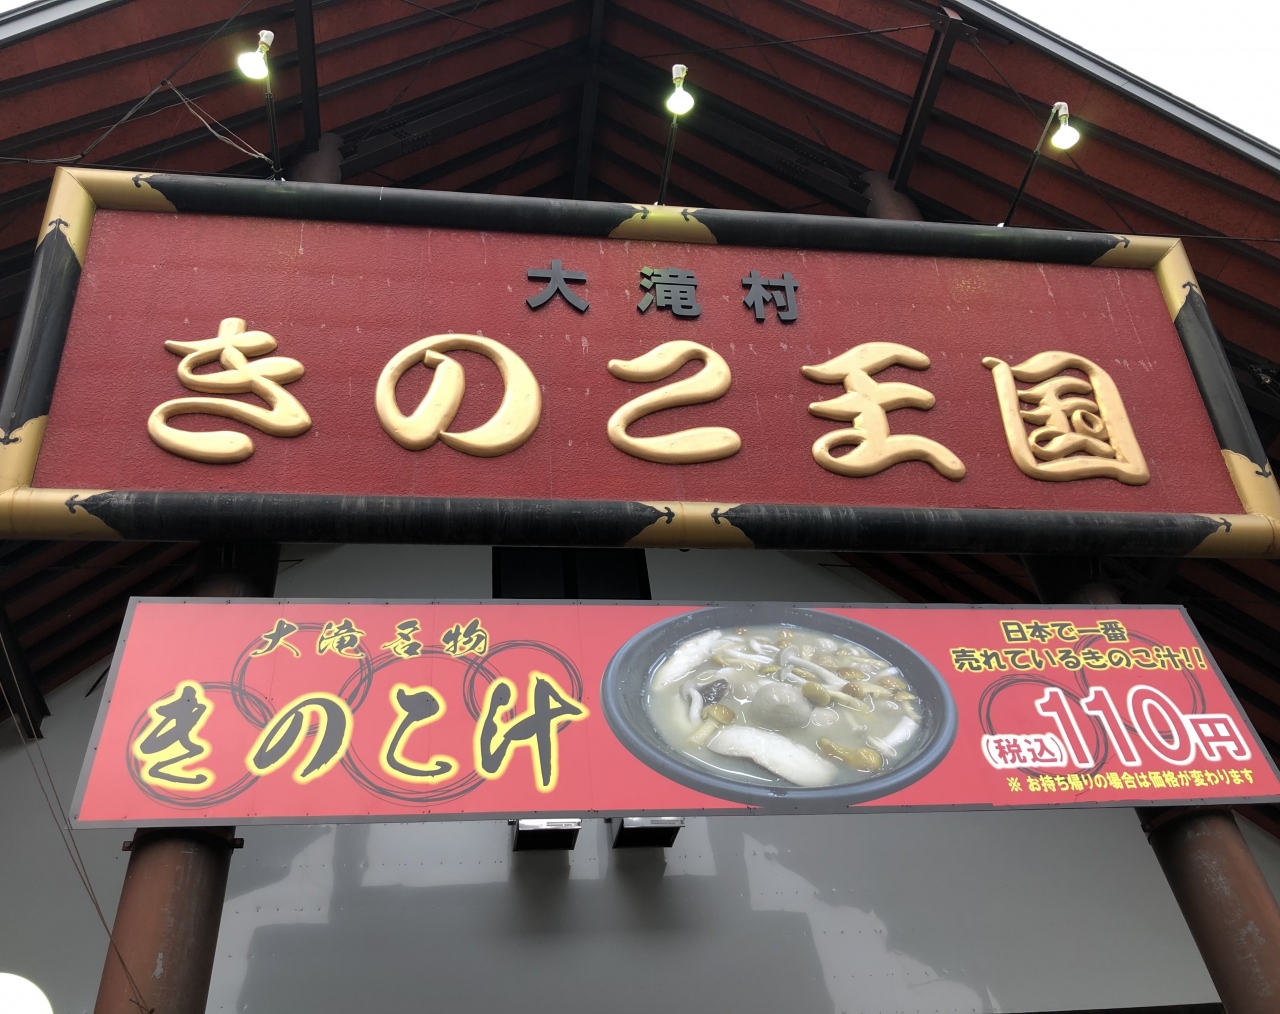 大滝村
きのこ王国
大滝名物
きのこ汁
日本で一番
売れているきのこ汁!!
(税込)110円
※お持ち帰りの場合は価格が変わります